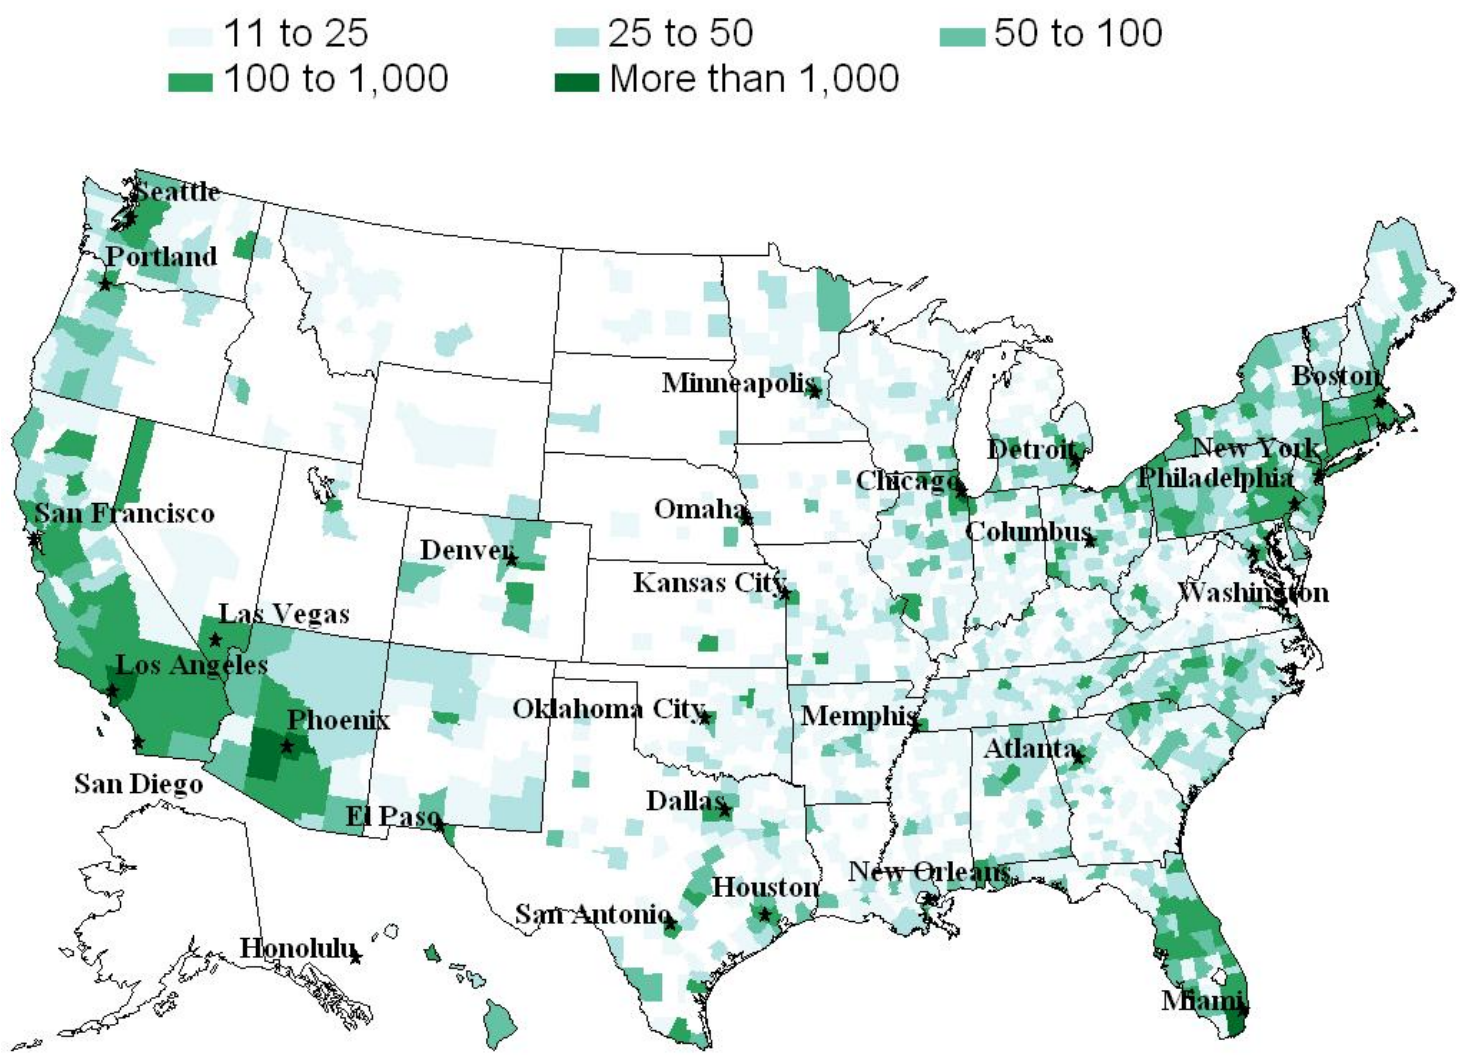 11 to 25 25 to 50 50 to 100
100 to 1,000 More than 1,000
Seattle
Portland
Minneapolis
Boston
Detroit
New York
Chicago
Philadelphia
San Francisco
Omaha
Columbus
Denver
Kansas City
Washington
Las Vegas
Los Angeles
Phoenix
Oklahoma City
Memphis
Atlanta
San Diego
Dallas
El Paso
New Orleans
Houston
San Antonio
Honolulu
Miami